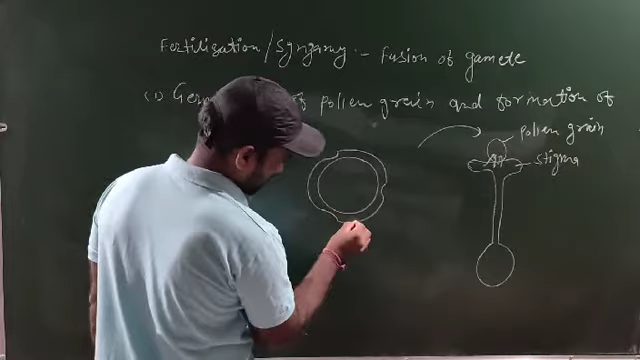 Fertilization / Syngamy :- Fusion of gamete
(1) Ger of pollen grain and formation of
pollen grain
stigma